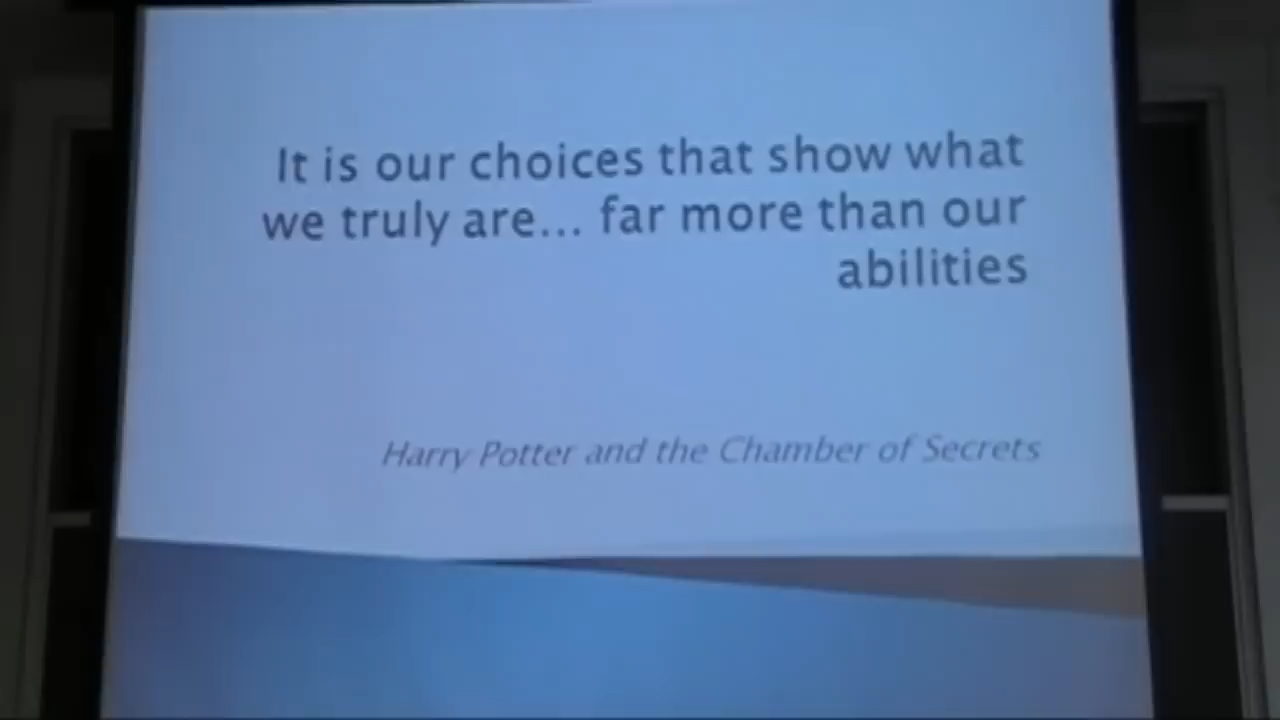 It is our choices that show what
we truly are... far more than our
abilities
Harry Potter and the Chamber of Secrets